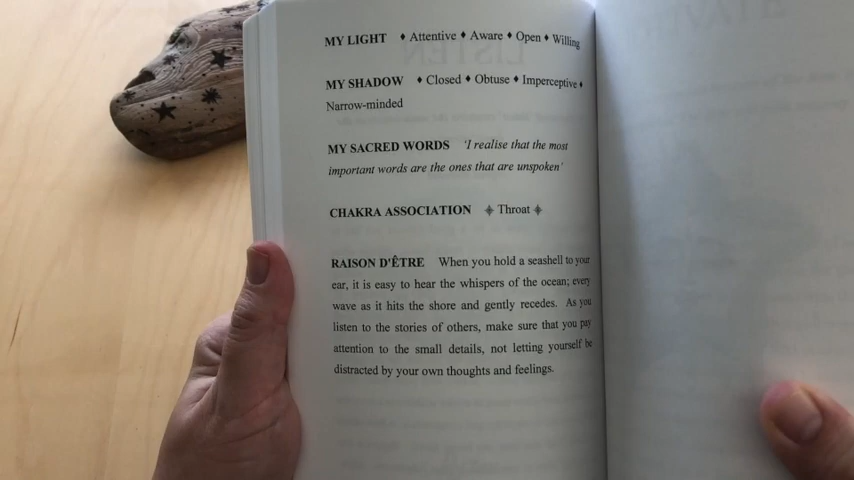 MY LIGHT ♦ Attentive ♦ Aware ♦ Open ♦ Willing
MY SHADOW ♦ Closed ♦ Obtuse ♦ Imperceptive ♦
Narrow-minded
MY SACRED WORDS 'I realise that the most
important words are the ones that are unspoken'
CHAKRA ASSOCIATION ✦ Throat ✦
RAISON D'ÊTRE When you hold a seashell to your
ear, it is easy to hear the whispers of the ocean; every
wave as it hits the shore and gently recedes. As you
listen to the stories of others, make sure that you pay
attention to the small details, not letting yourself be
distracted by your own thoughts and feelings.